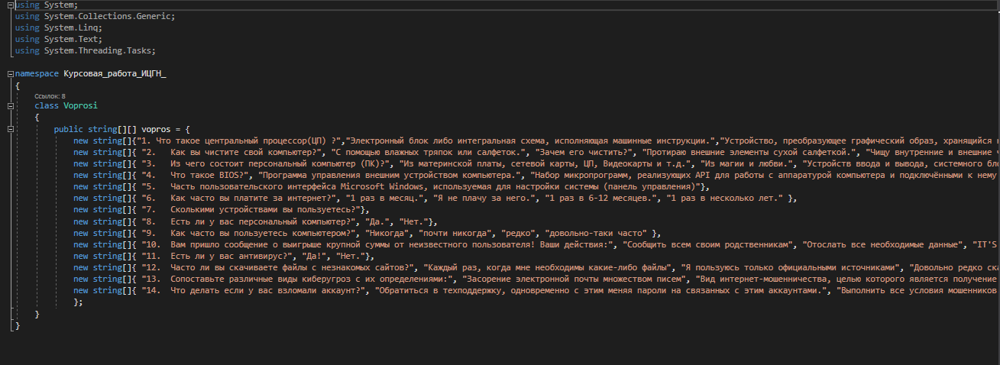 using System;
using System.Collections.Generic;
using System.Linq;
using System.Text;
using System.Threading.Tasks;
namespace Курсовая_работа_ИЦГН_
{
Ссылок: 8
class Voprosi
{
public string[][] vopros = {
new string[]{"1. Что такое центральный процессор(ЦП) ?","Электронный блок либо интегральная схема, исполняющая машинные инструкции.","Устройство, преобразующее графический образ, хранящийся
new string[]{ "2. Как вы чистите свой компьютер?", "С помощью влажных тряпок или салфеток.", "Зачем его чистить?", "Протираю внешние элементы сухой салфеткой.", "Чищу внутренние и внешние
new string[]{ "3. Из чего состоит персональный компьютер (ПК)?", "Из материнской платы, сетевой карты, ЦП, Видеокарты и т.д.", "Из магии и любви.", "Устройств ввода и вывода, системного бло
new string[]{ "4. Что такое BIOS?", "Программа управления внешним устройством компьютера.", "Набор микропрограмм, реализующих API для работы с аппаратурой компьютера и подключёнными к нему
new string[]{ "5. Часть пользовательского интерфейса Microsoft Windows, используемая для настройки системы (панель управления)"},
new string[]{ "6. Как часто вы платите за интернет?", "1 раз в месяц.", "Я не плачу за него.", "1 раз в 6-12 месяцев.", "1 раз в несколько лет." },
new string[]{ "7. Сколькими устройствами вы пользуетесь?"},
new string[]{ "8. Есть ли у вас персональный компьютер?", "Да.", "Нет."},
new string[]{ "9. Как часто вы пользуетесь компьютером?", "Никогда", "почти никогда", "редко", "довольно-таки часто" },
new string[]{ "10. Вам пришло сообщение о выигрыше крупной суммы от неизвестного пользователя! Ваши действия:", "Сообщить всем своим родственникам", "Отослать все необходимые данные", "IT'S
new string[]{ "11. Есть ли у вас антивирус?", "Да!", "Нет."},
new string[]{ "12. Часто ли вы скачиваете файлы с незнакомых сайтов?", "Каждый раз, когда мне необходимы какие-либо файлы", "Я пользуюсь только официальными источниками", "Довольно редко ска
new string[]{ "13. Сопоставьте различные виды киберугроз с их определениями:", "Засорение электронной почты множеством писем", "Вид интернет-мошенничества, целью которого является получение
new string[]{ "14. Что делать если у вас взломали аккаунт?", "Обратиться в техподдержку, одновременно с этим меняя пароли на связанных с этим аккаунтами.", "Выполнить все условия мошенников
};
}
}